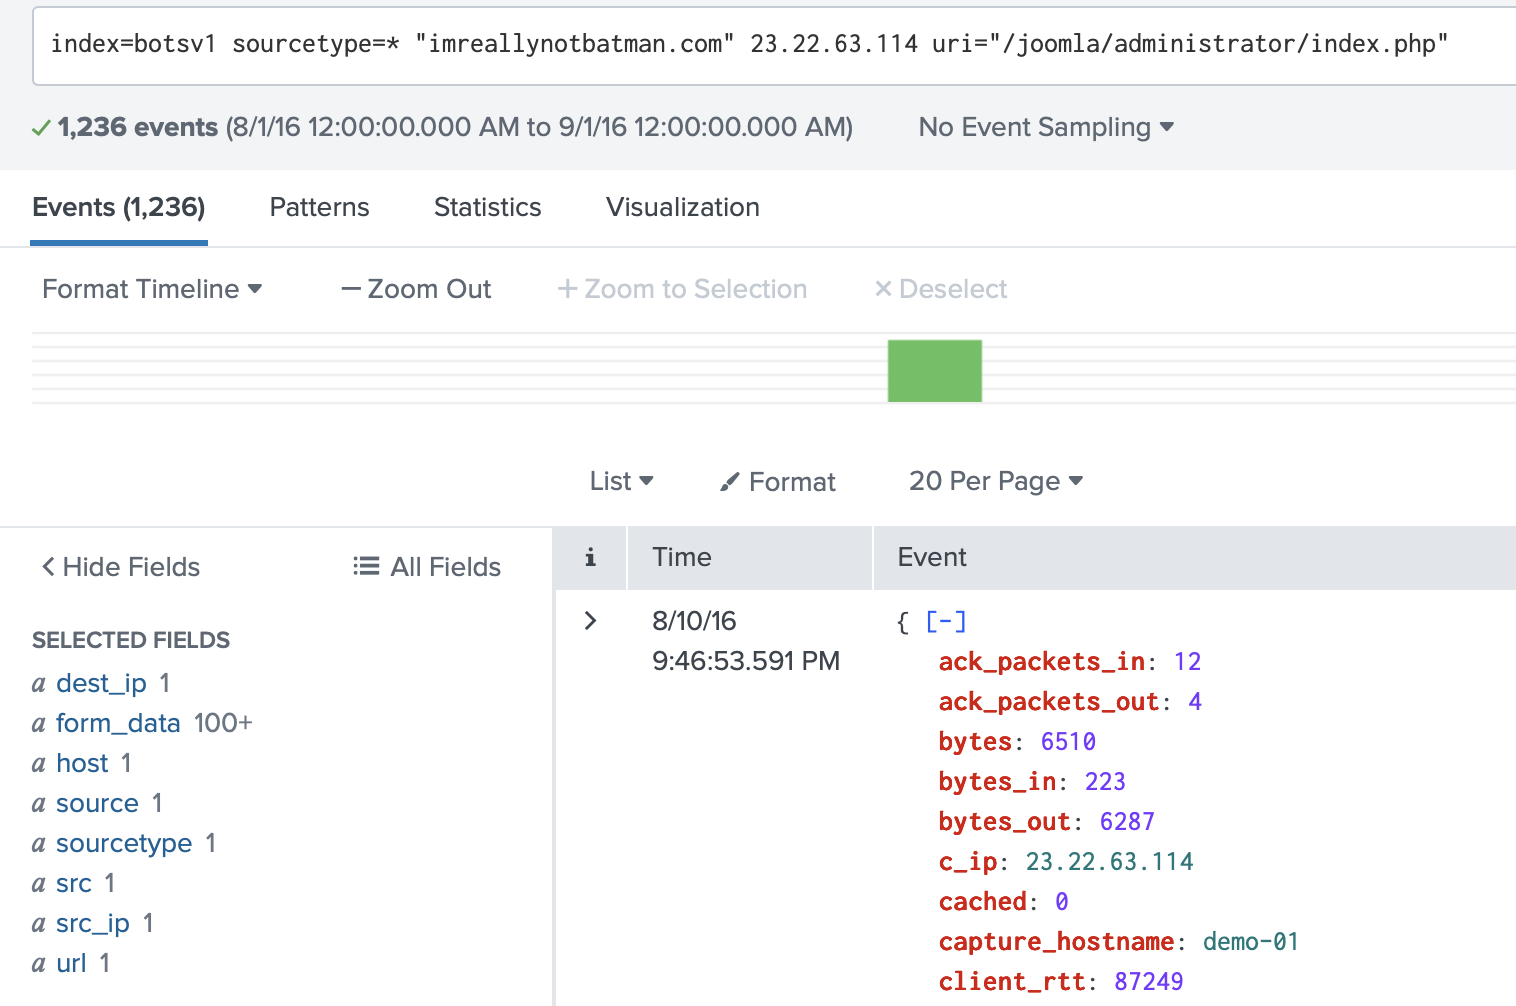 index=botsv1 sourcetype=* "imreallynotbatman.com" 23.22.63.114 uri="/joomla/administrator/index.php"
1,236 events (8/1/16 12:00:00.000 AM to 9/1/16 12:00:00.000 AM) No Event Sampling
Events (1,236) Patterns Statistics Visualization
Format Timeline — Zoom Out + Zoom to Selection × Deselect
List Format 20 Per Page
< Hide Fields All Fields
i Time Event
SELECTED FIELDS
a dest_ip 1
a form_data 100+
a host 1
a source 1
a sourcetype 1
a src 1
a src_ip 1
a url 1
> 8/10/16
9:46:53.591 PM
{ [-]
ack_packets_in: 12
ack_packets_out: 4
bytes: 6510
bytes_in: 223
bytes_out: 6287
c_ip: 23.22.63.114
cached: 0
capture_hostname: demo-01
client_rtt: 87249